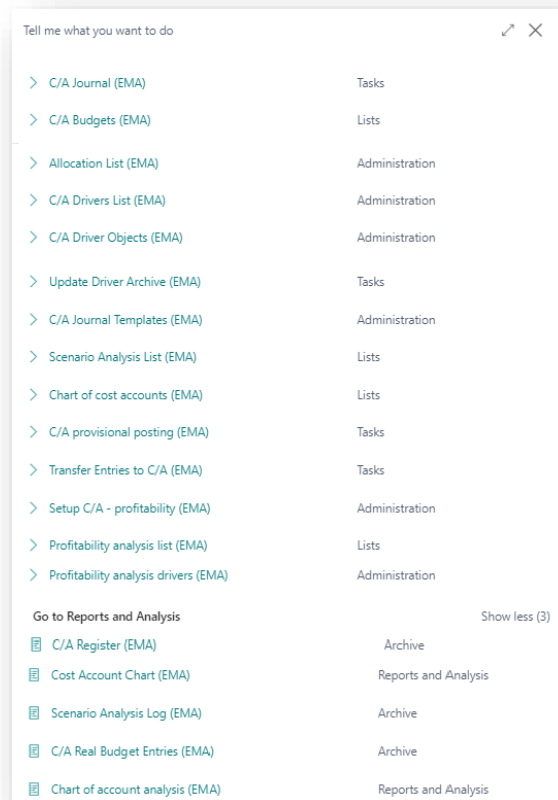 Tell me what you want to do
C/A Journal (EMA) Tasks
C/A Budgets (EMA) Lists
Allocation List (EMA) Administration
C/A Drivers List (EMA) Administration
C/A Driver Objects (EMA) Administration
Update Driver Archive (EMA) Tasks
C/A Journal Templates (EMA) Administration
Scenario Analysis List (EMA) Lists
Chart of cost accounts (EMA) Lists
C/A provisional posting (EMA) Tasks
Transfer Entries to C/A (EMA) Tasks
Setup C/A - profitability (EMA) Administration
Profitability analysis list (EMA) Lists
Profitability analysis drivers (EMA) Administration
Go to Reports and Analysis Show less (3)
C/A Register (EMA) Archive
Cost Account Chart (EMA) Reports and Analysis
Scenario Analysis Log (EMA) Archive
C/A Real Budget Entries (EMA) Archive
Chart of account analysis (EMA) Reports and Analysis